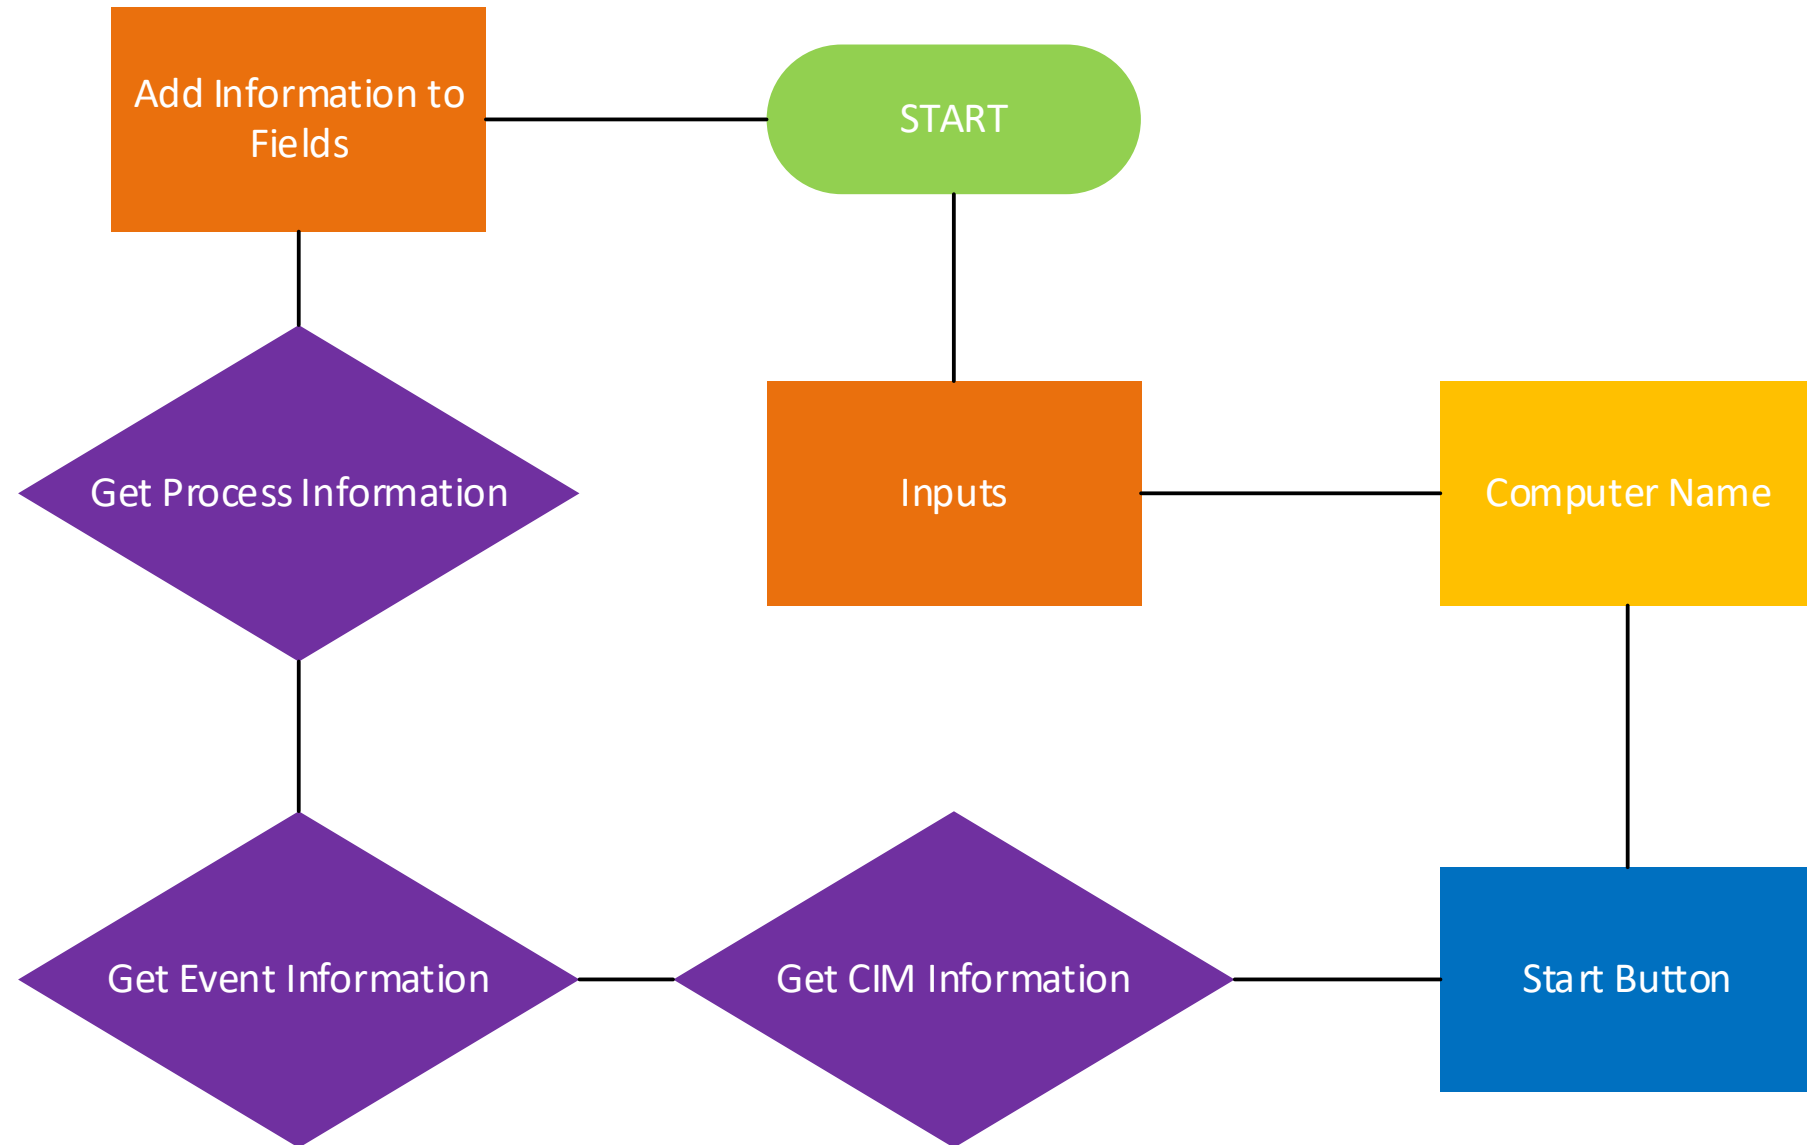 Add Information to
Fields
START
Get Process Information
Inputs
Computer Name
Get Event Information
Get CIM Information
Start Button